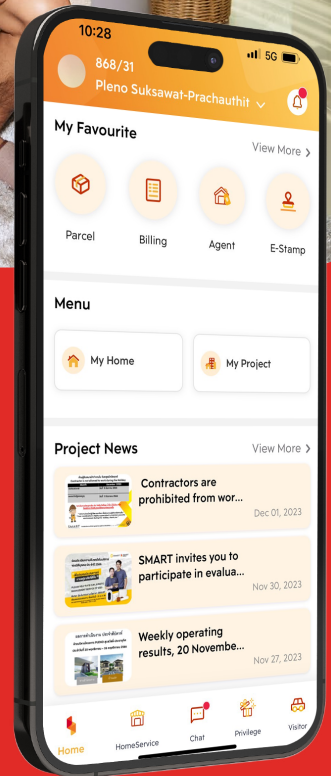 10:28
5G
868/31
Pleno Suksawat-Prachauthit
My Favourite
View More
Parcel
Billing
Agent
E-Stamp
Menu
My Home
My Project
Project News
View More
Contractors are
prohibited from wor...
Dec 01, 2023
SMART invites you to
participate in evalua...
Nov 30, 2023
Weekly operating
results, 20 Novembe...
Nov 27, 2023
Home
HomeService
Chat
Privilege
Visitor